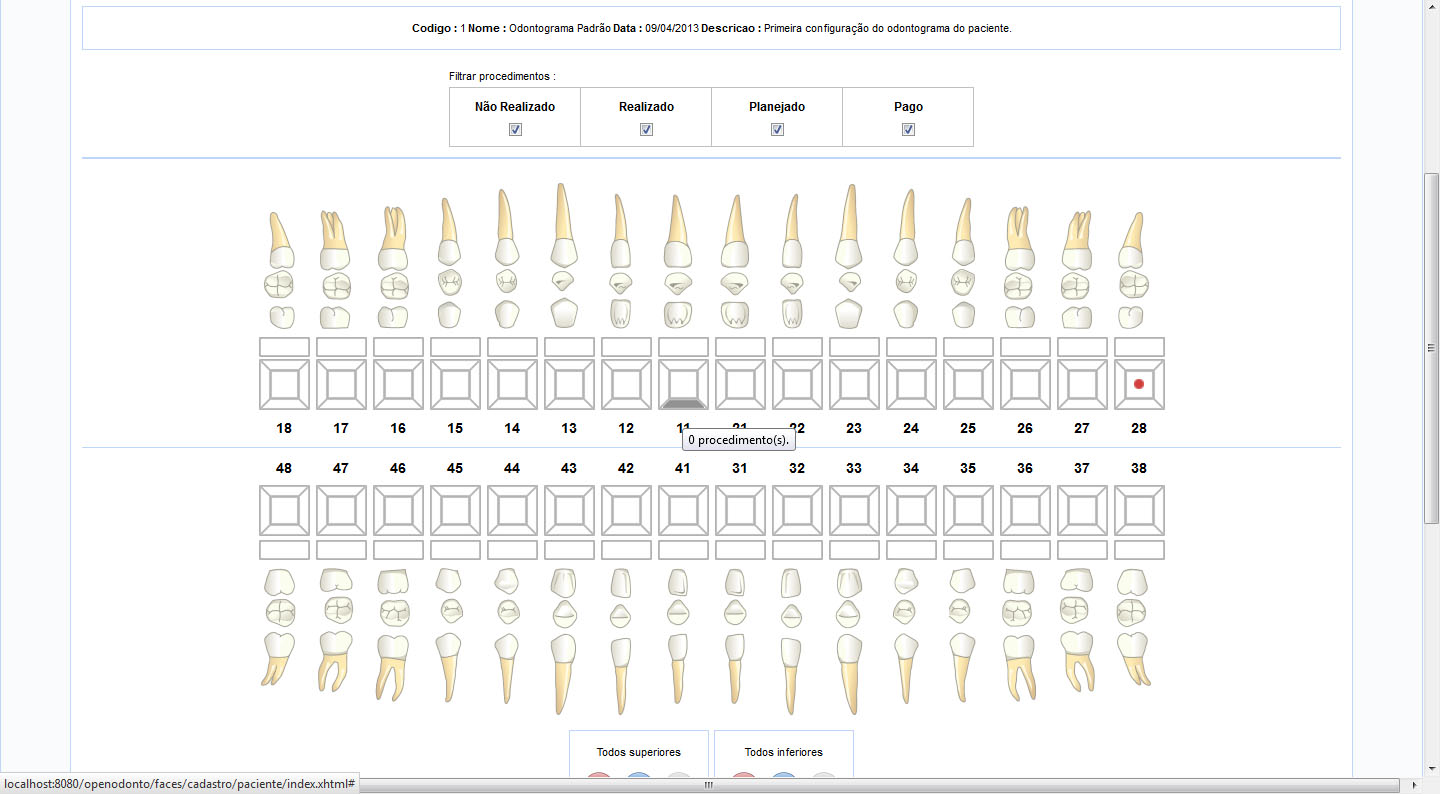 Codigo : 1 Nome : Odontograma Padrão Data : 09/04/2013 Descricao : Primeira configuração do odontograma do paciente.
Filtrar procedimentos :
Não Realizado Realizado Planejado Pago
18 17 16 15 14 13 12 11 21 22 23 24 25 26 27 28
0 procedimento(s).
48 47 46 45 44 43 42 41 31 32 33 34 35 36 37 38
Todos superiores Todos inferiores
localhost:8080/openodonto/faces/cadastro/paciente/index.xhtml#